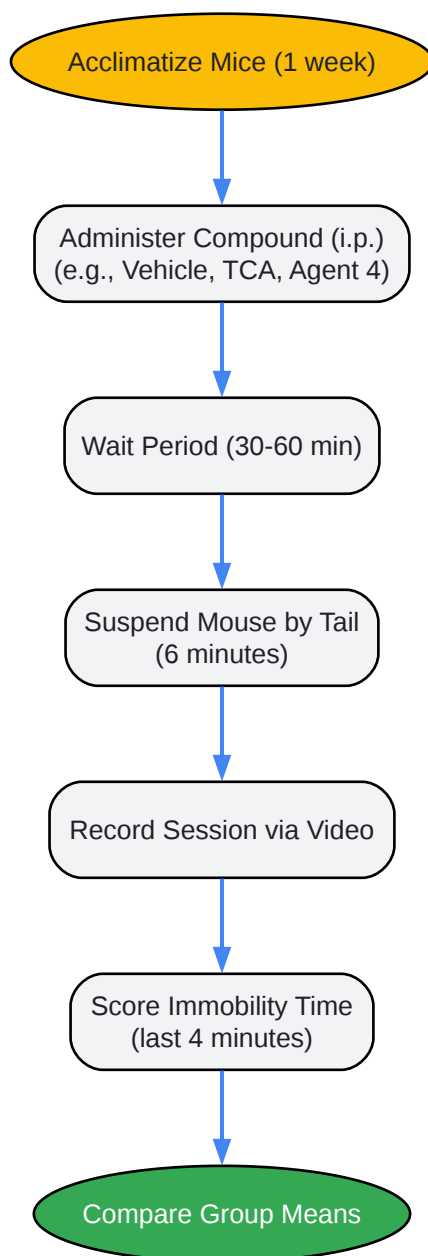 Acclimatize Mice (1 week)
Administer Compound (i.p.)
(e.g., Vehicle, TCA, Agent 4)
Wait Period (30-60 min)
Suspend Mouse by Tail
(6 minutes)
Record Session via Video
Score Immobility Time
(last 4 minutes)
Compare Group Means